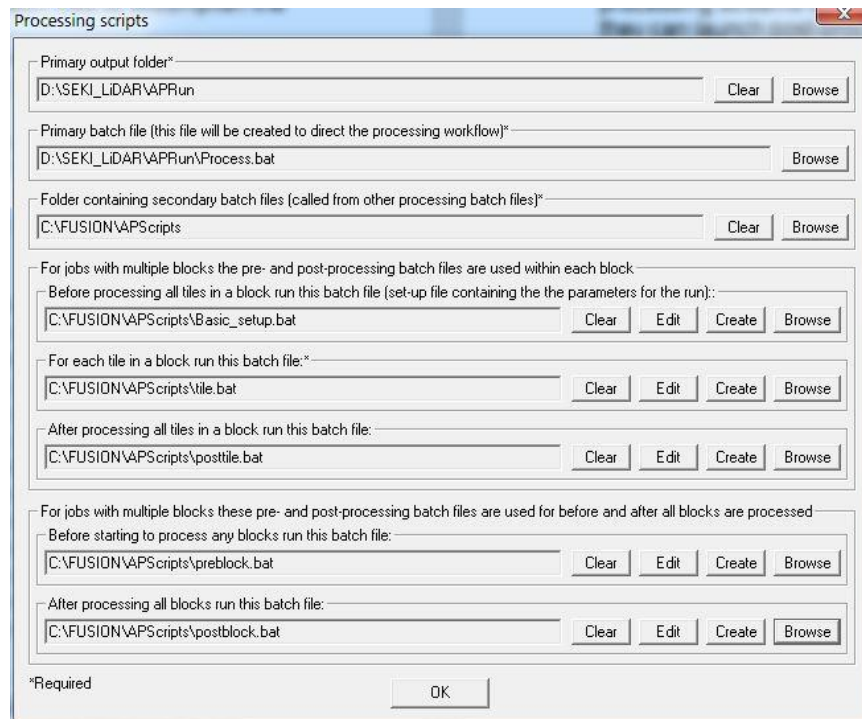 Processing scripts
Primary output folder*
D:\SEKI_LiDAR\APRun
Clear Browse
Primary batch file (this file will be created to direct the processing workflow)*
D:\SEKI_LiDAR\APRun\Process.bat
Browse
Folder containing secondary batch files (called from other processing batch files)*
C:\FUSION\APScripts
Clear Browse
For jobs with multiple blocks the pre- and post-processing batch files are used within each block
Before processing all tiles in a block run this batch file (set-up file containing the the parameters for the run)::
C:\FUSION\APScripts\Basic_setup.bat
Clear Edit Create Browse
For each tile in a block run this batch file:*
C:\FUSION\APScripts\tile.bat
Clear Edit Create Browse
After processing all tiles in a block run this batch file:
C:\FUSION\APScripts\posttile.bat
Clear Edit Create Browse
For jobs with multiple blocks these pre- and post-processing batch files are used for before and after all blocks are processed
Before starting to process any blocks run this batch file:
C:\FUSION\APScripts\preblock.bat
Clear Edit Create Browse
After processing all blocks run this batch file:
C:\FUSION\APScripts\postblock.bat
Clear Edit Create Browse
*Required
OK